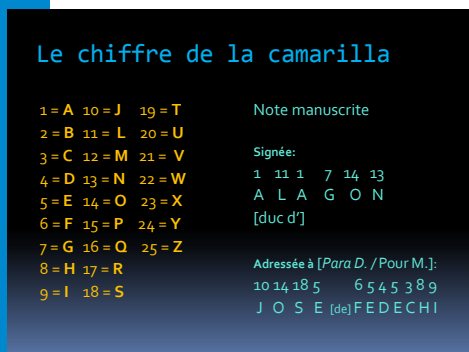 Le chiffre de la camarilla
1 = A 10 = J 19 = T
2 = B 11 = L 20 = U
3 = C 12 = M 21 = V
4 = D 13 = N 22 = W
5 = E 14 = O 23 = X
6 = F 15 = P 24 = Y
7 = G 16 = Q 25 = Z
8 = H 17 = R
9 = I 18 = S
Note manuscrite
Signée:
1 11 1 7 14 13
A L A G O N
[duc d']
Adressée à [Para D. / Pour M.]:
10 14 18 5 6 5 4 5 3 8 9
J O S E [de] F E D E C H I